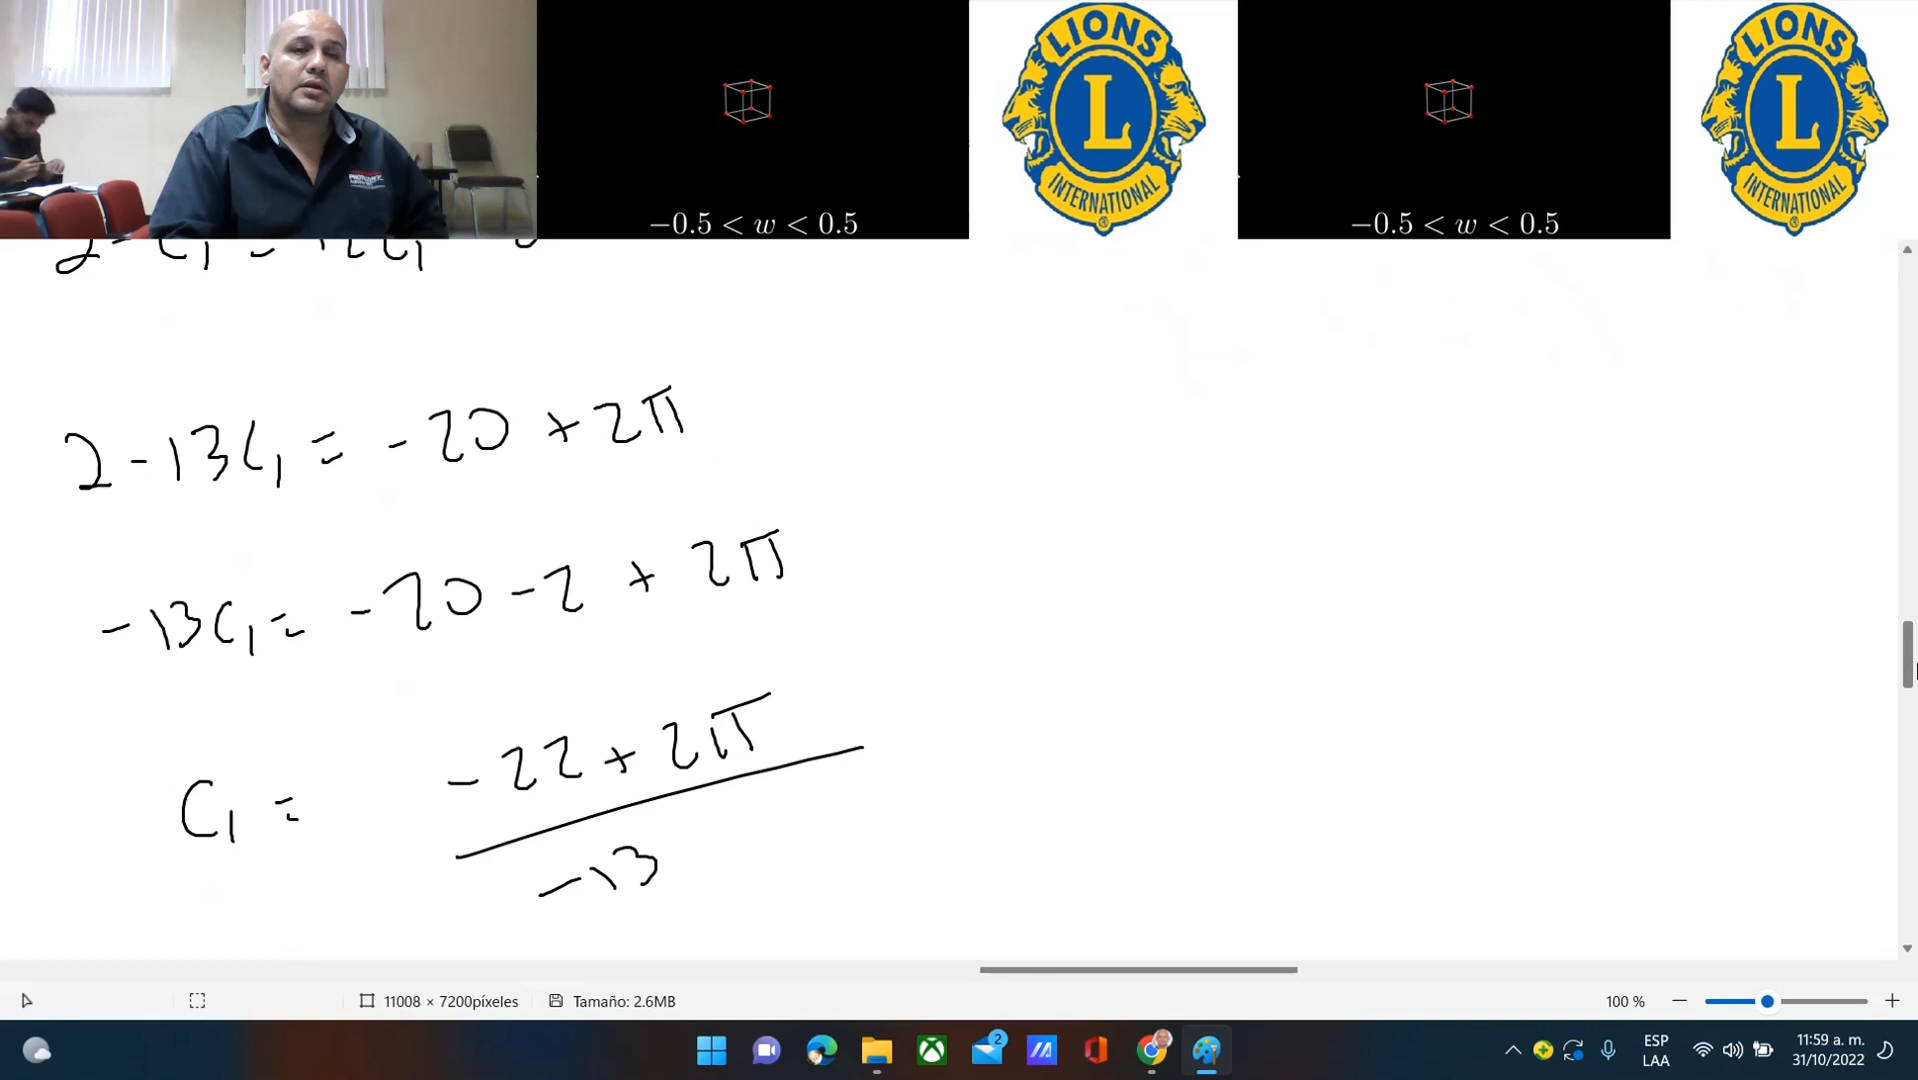 LIONS
L
INTERNATIONAL
®
LIONS
L
INTERNATIONAL
®
−0.5 < w < 0.5
−0.5 < w < 0.5
2 - 13C₁ = - 20 + 2π
- 13C₁ = - 20 - 2 + 2π
C₁ = - 22 + 2π
- 13
11008 × 7200píxeles
Tamaño: 2.6MB
100 %
2
ESP
LAA
11:59 a. m.
31/10/2022